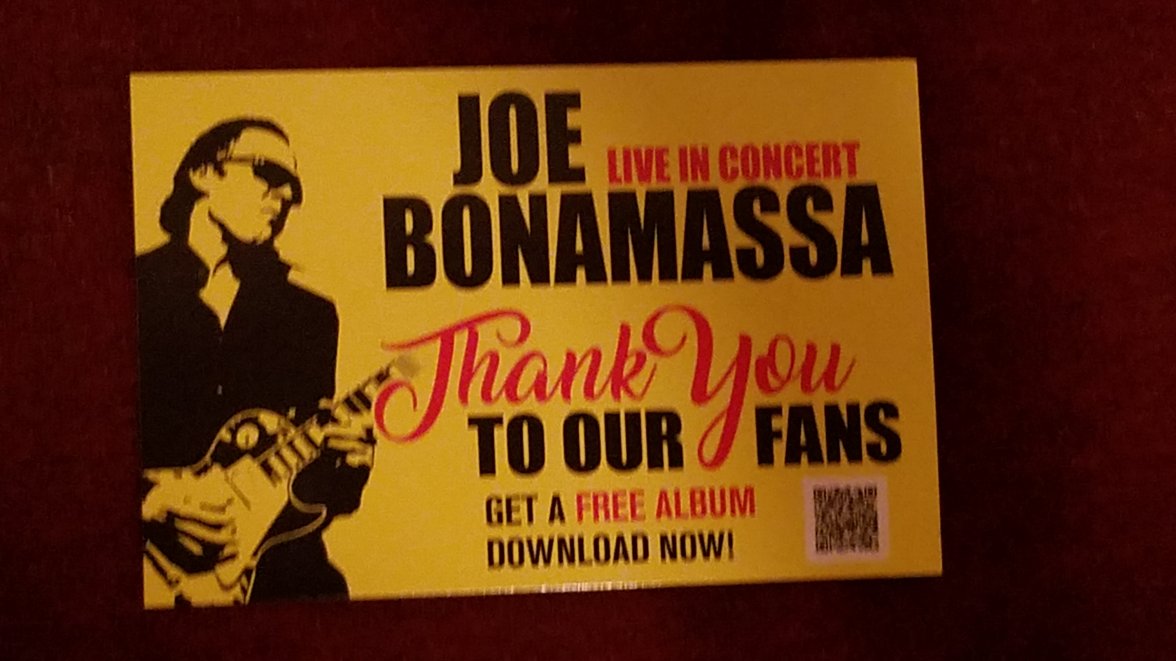 JOE
LIVE IN CONCERT
BONAMASSA
Thank You
TO OUR FANS
GET A FREE ALBUM
DOWNLOAD NOW!